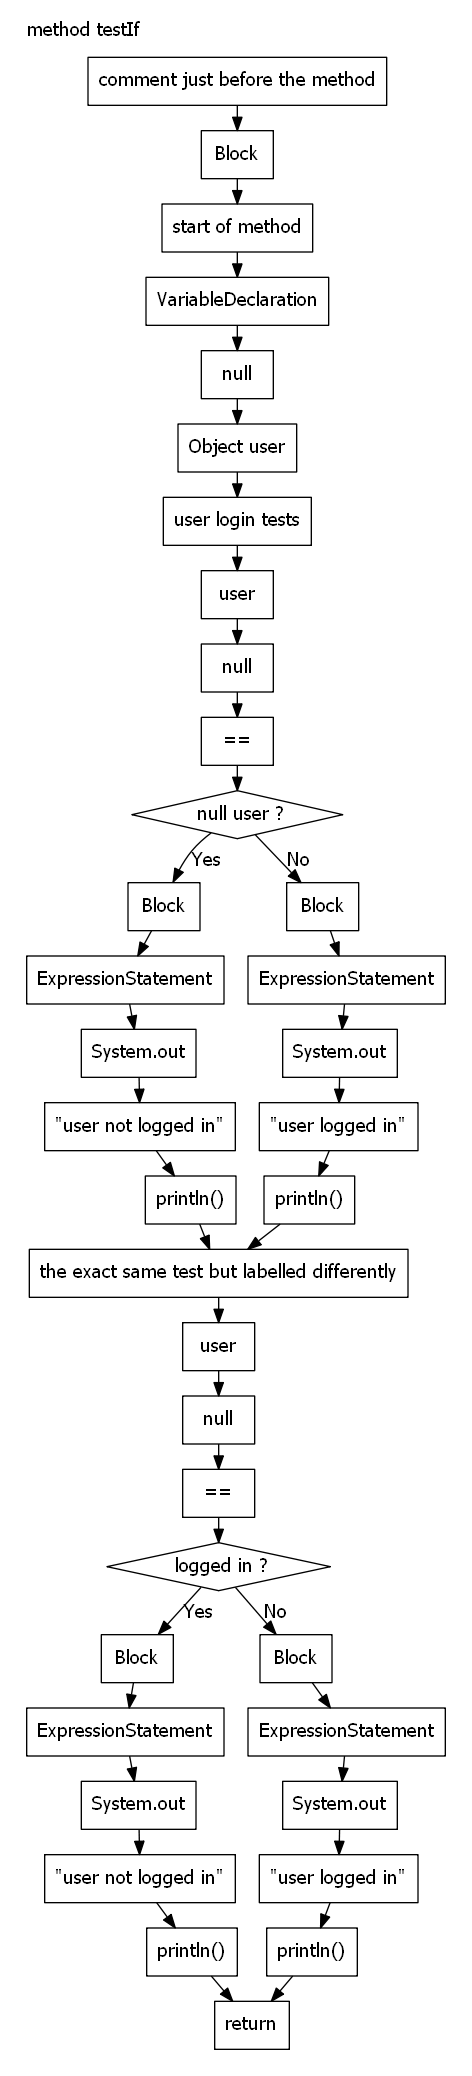 method testIf
comment just before the method
Block
start of method
VariableDeclaration
null
Object user
user login tests
user
null
==
null user ?
Yes No
Block Block
ExpressionStatement ExpressionStatement
System.out System.out
"user not logged in" "user logged in"
println() println()
the exact same test but labelled differently
user
null
==
logged in ?
Yes No
Block Block
ExpressionStatement ExpressionStatement
System.out System.out
"user not logged in" "user logged in"
println() println()
return